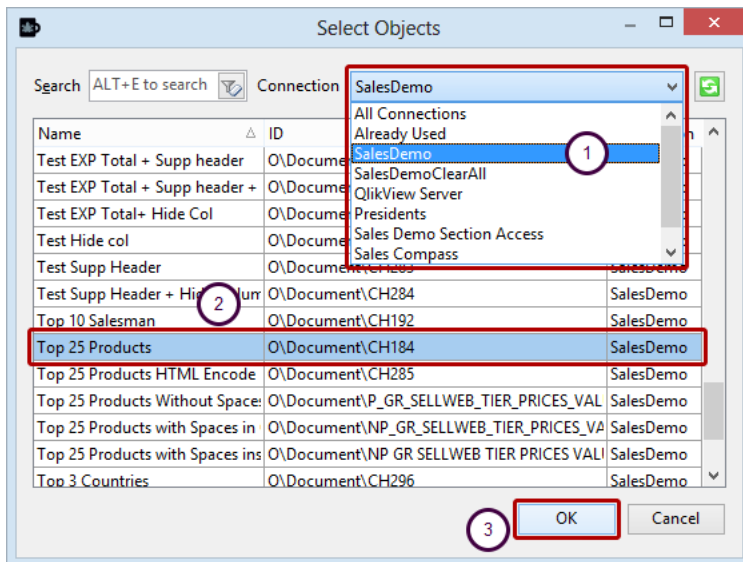 Select Objects
Search ALT+E to search Connection SalesDemo
All Connections
Already Used
SalesDemo
SalesDemoClearAll
QlikView Server
Presidents
Sales Demo Section Access
Sales Compass
1
Name ID n
Test EXP Total + Supp header O\Document
Test EXP Total + Supp header + O\Docume
Test EXP Total+ Hide Col O\Docume
Test Hide col O\Docume
Test Supp Header O\Document\CH283 SalesDemo
Test Supp Header + Hi lum O\Document\CH284 SalesDemo
2
Top 10 Salesman O\Document\CH192 SalesDemo
Top 25 Products O\Document\CH184 SalesDemo
Top 25 Products HTML Encode O\Document\CH285 SalesDemo
Top 25 Products Without Space O\Document\P_GR_SELLWEB_TIER_PRICES_VAL SalesDemo
Top 25 Products with Spaces in O\Document\NP_GR_SELLWEB_TIER_PRICES_VA SalesDemo
Top 25 Products with Spaces ins O\Document\NP GR SELLWEB TIER PRICES VAL SalesDemo
Top 3 Countries O\Document\CH296 SalesDemo
3
OK Cancel